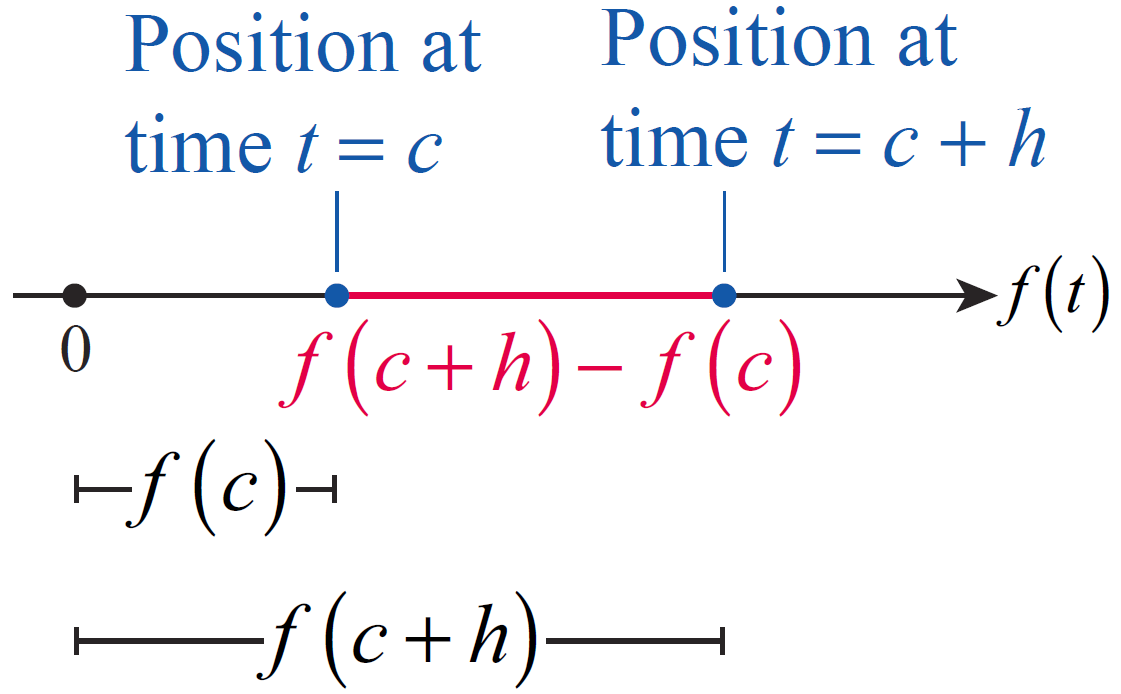 Position at
time t = c
Position at
time t = c + h
f(t)
0
f(c + h) − f(c)
f(c)
f(c + h)